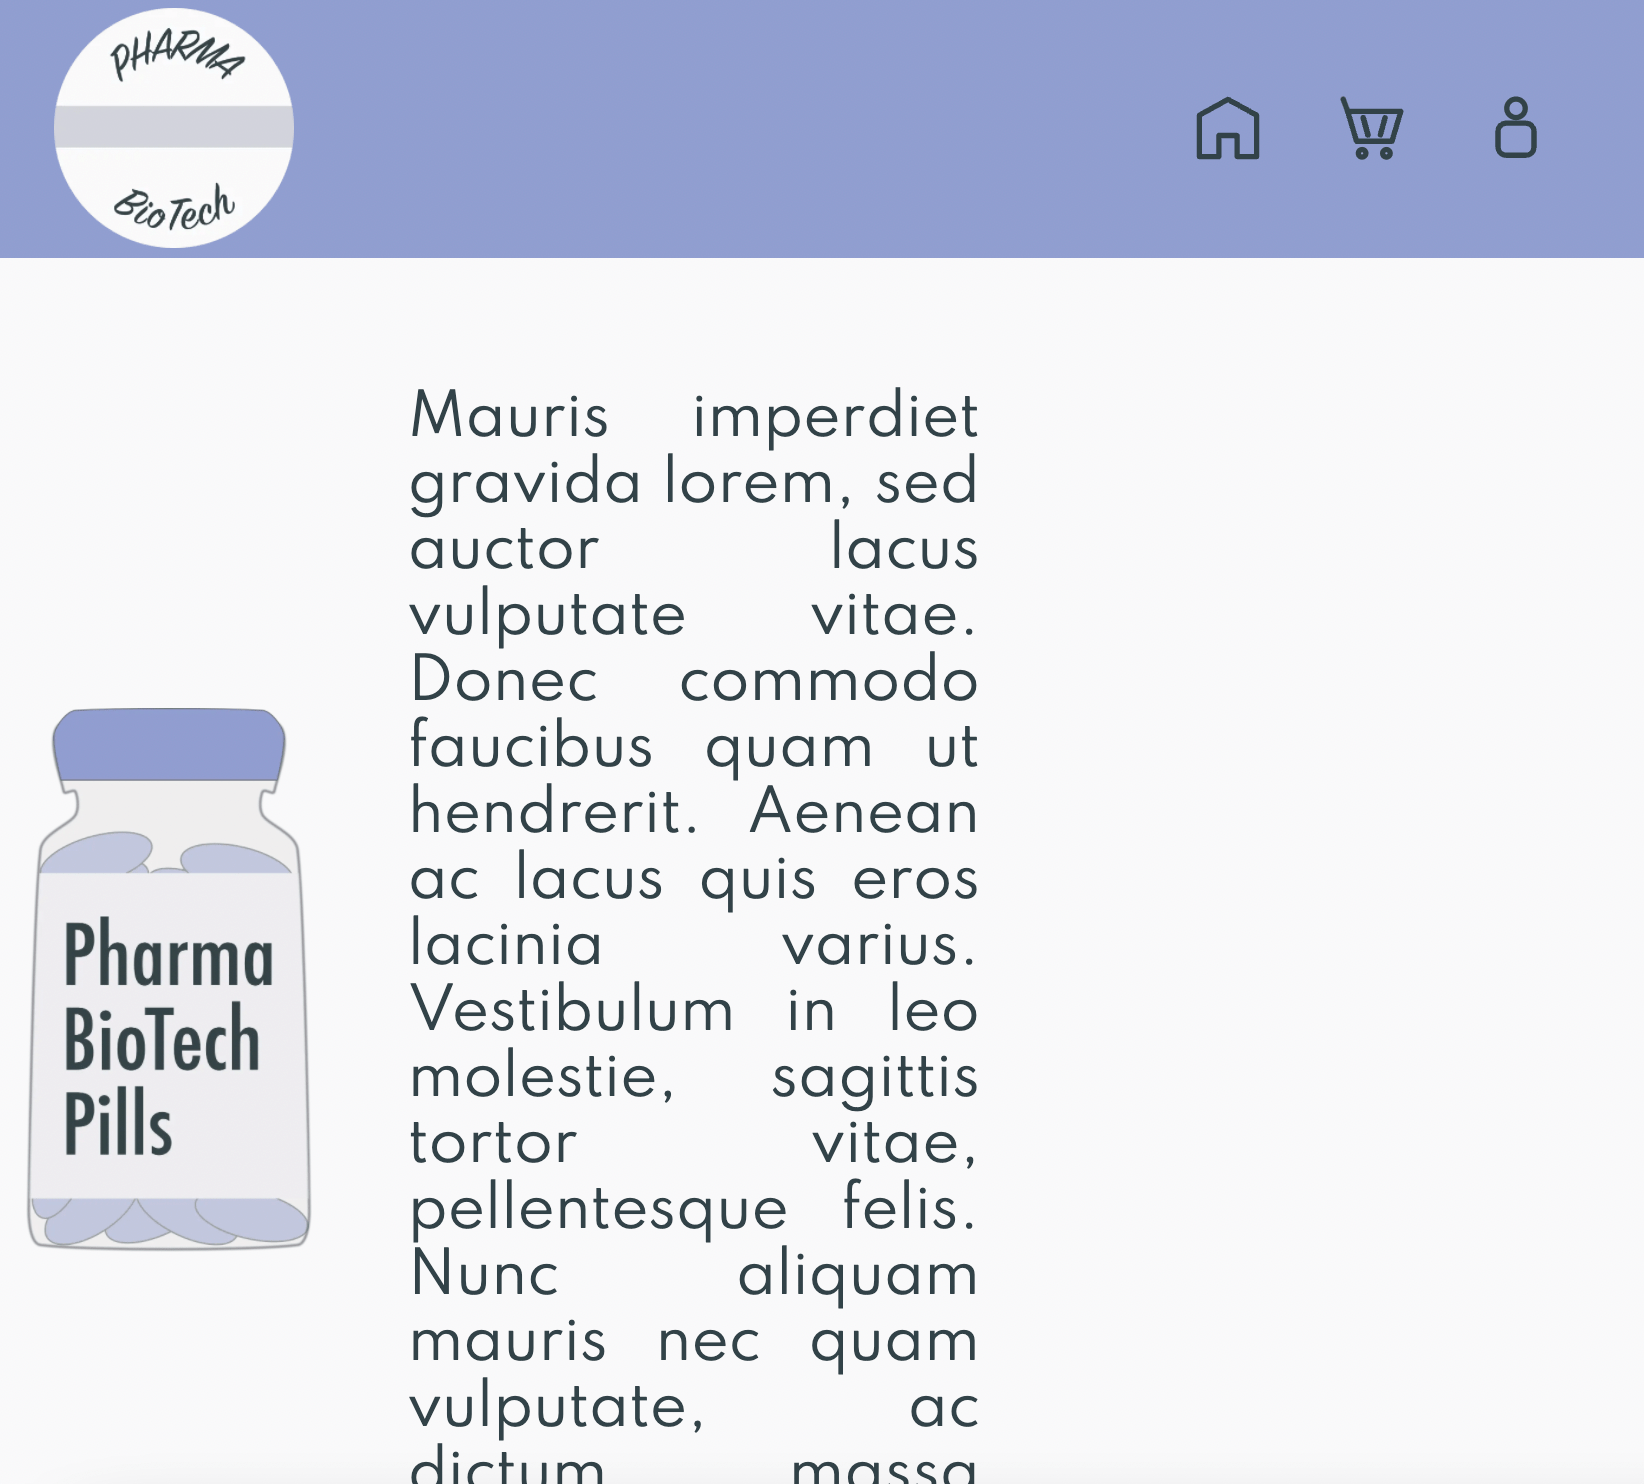 PHARMA
BioTech
Mauris imperdiet
gravida lorem, sed
auctor lacus
vulputate vitae.
Donec commodo
faucibus quam ut
hendrerit. Aenean
ac lacus quis eros
lacinia varius.
Vestibulum in leo
molestie, sagittis
tortor vitae,
pellentesque felis.
Nunc aliquam
mauris nec quam
vulputate, ac
dictum massa
Pharma
BioTech
Pills